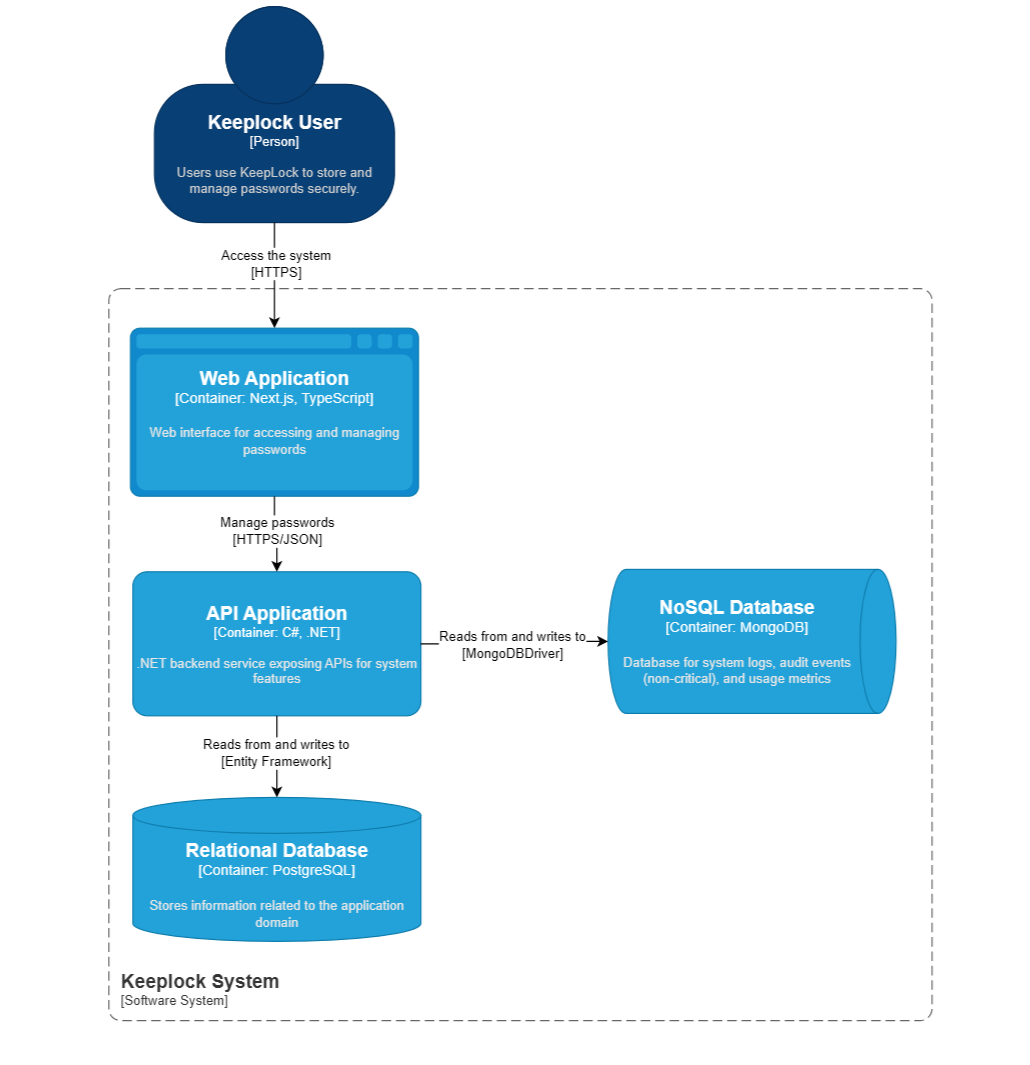 Keeplock User
[Person]
Users use KeepLock to store and
manage passwords securely.
Access the system
[HTTPS]
Web Application
[Container: Next.js, TypeScript]
Web interface for accessing and managing
passwords
Manage passwords
[HTTPS/JSON]
API Application
[Container: C#, .NET]
.NET backend service exposing APIs for system
features
Reads from and writes to
[MongoDBDriver]
NoSQL Database
[Container: MongoDB]
Database for system logs, audit events
(non-critical), and usage metrics
Reads from and writes to
[Entity Framework]
Relational Database
[Container: PostgreSQL]
Stores information related to the application
domain
Keeplock System
[Software System]